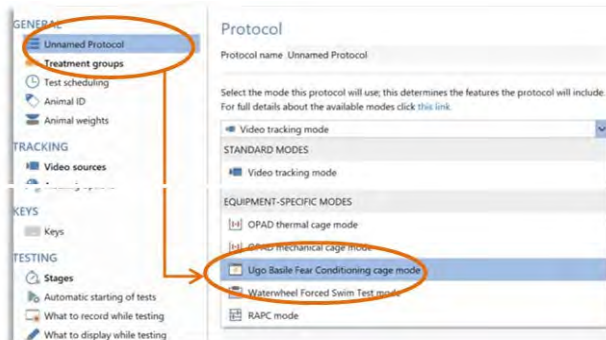 GENERAL
Unnamed Protocol
Treatment groups
Test scheduling
Animal ID
Animal weights
TRACKING
Video sources
KEYS
Keys
TESTING
Stages
Automatic starting of tests
What to record while testing
What to display while testing
Protocol
Protocol name Unnamed Protocol
Select the mode this protocol will use; this determines the features the protocol will include.
For full details about the available modes click this link.
Video tracking mode
STANDARD MODES
Video tracking mode
EQUIPMENT-SPECIFIC MODES
OPAD thermal cage mode
OPAD mechanical cage mode
Ugo Basile Fear Conditioning cage mode
Waterwheel Forced Swim Test mode
RAPC mode